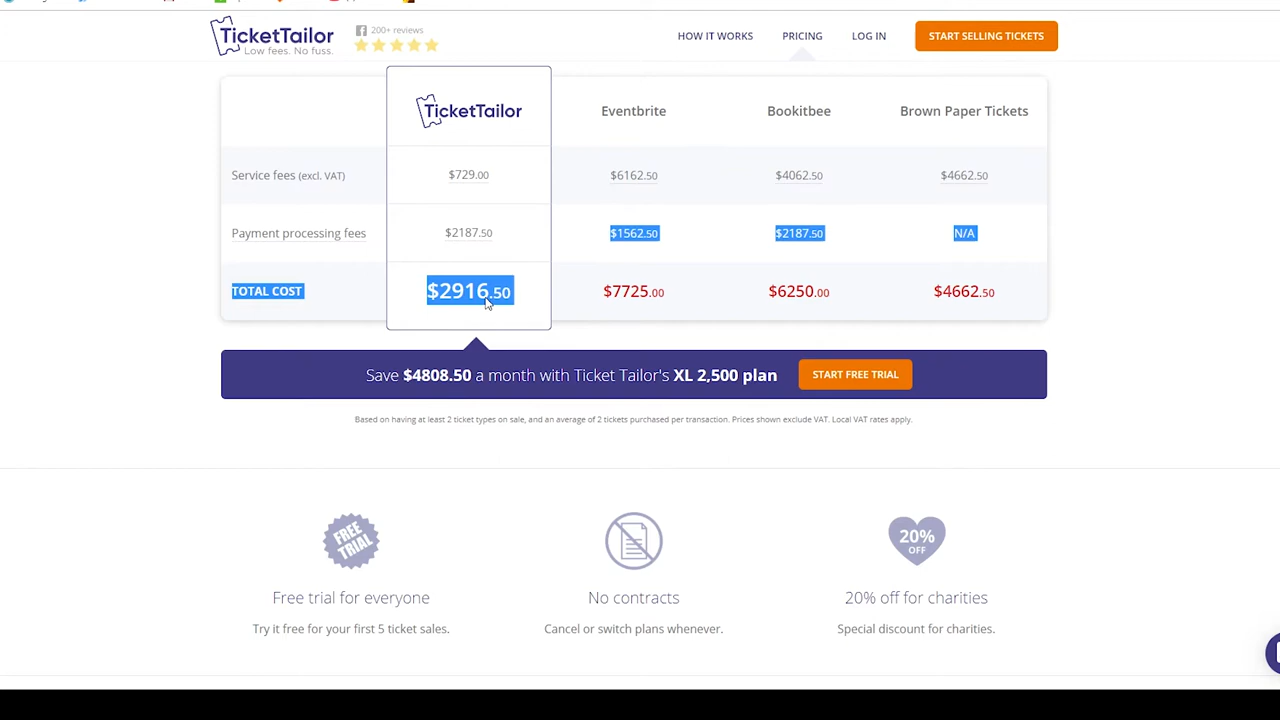 TicketTailor
Low fees. No fuss.
200+ reviews
HOW IT WORKS
PRICING
LOG IN
START SELLING TICKETS
TicketTailor
Eventbrite
Bookitbee
Brown Paper Tickets
Service fees (excl. VAT)
$729.00
$6162.50
$4062.50
$4662.50
Payment processing fees
$2187.50
$1562.50
$2187.50
N/A
TOTAL COST
$2916.50
$7725.00
$6250.00
$4662.50
Save $4808.50 a month with Ticket Tailor's XL 2,500 plan
START FREE TRIAL
Based on having at least 2 ticket types on sale, and an average of 2 tickets purchased per transaction. Prices shown exclude VAT. Local VAT rates apply.
FREE TRIAL
20%
OFF
Free trial for everyone
No contracts
20% off for charities
Try it free for your first 5 ticket sales.
Cancel or switch plans whenever.
Special discount for charities.